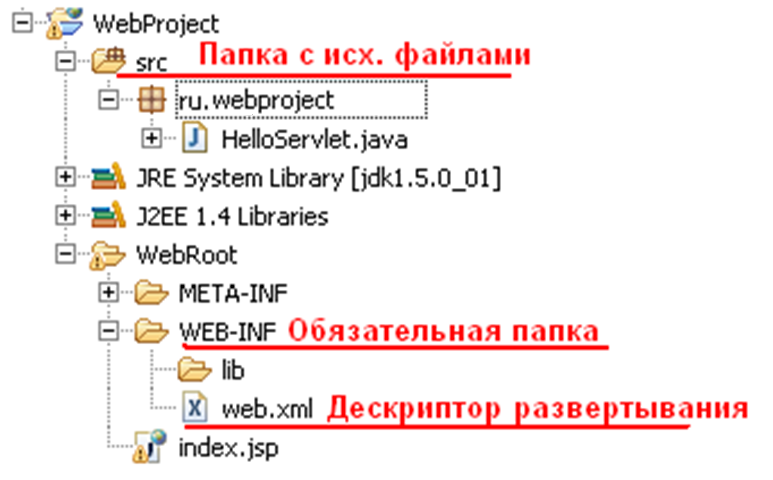 WebProject
src Папка с исх. файлами
ru.webproject
HelloServlet.java
JRE System Library [jdk1.5.0_01]
J2EE 1.4 Libraries
WebRoot
META-INF
WEB-INF Обязательная папка
lib
web.xml Дескриптор развертывания
index.jsp